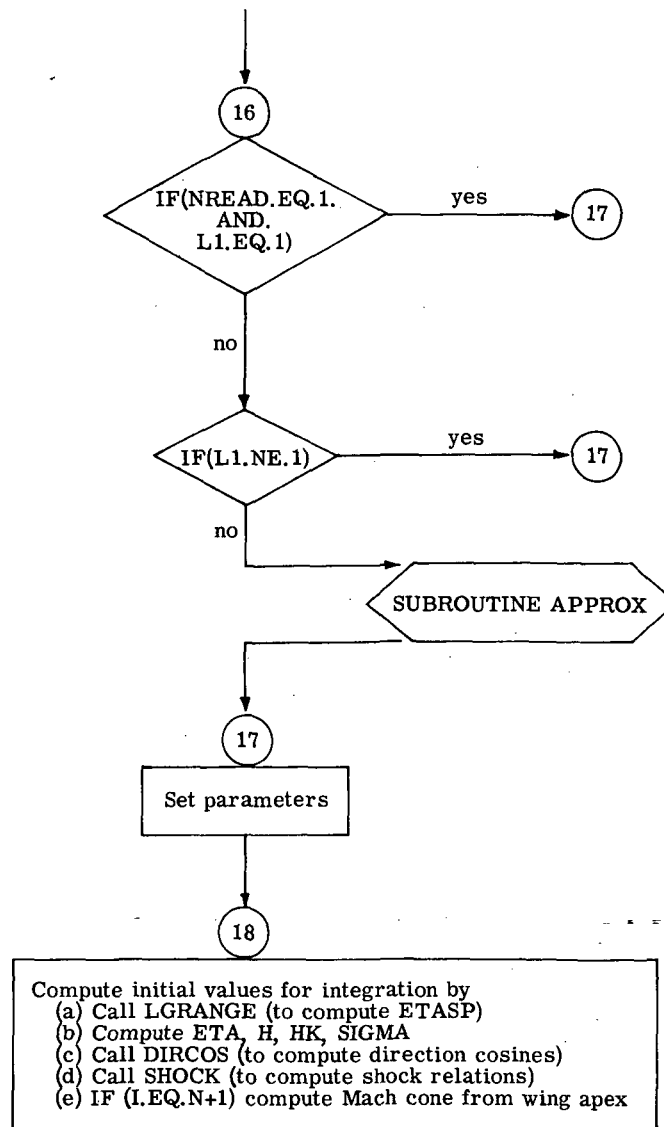 16
IF(NREAD.EQ.1.
AND.
L1.EQ.1)
yes
17
no
IF(L1.NE.1)
yes
17
no
SUBROUTINE APPROX
17
Set parameters
18
Compute initial values for integration by
(a) Call LGRANGE (to compute ETASP)
(b) Compute ETA, H, HK, SIGMA
(c) Call DIRCOS (to compute direction cosines)
(d) Call SHOCK (to compute shock relations)
(e) IF (I.EQ.N+1) compute Mach cone from wing apex